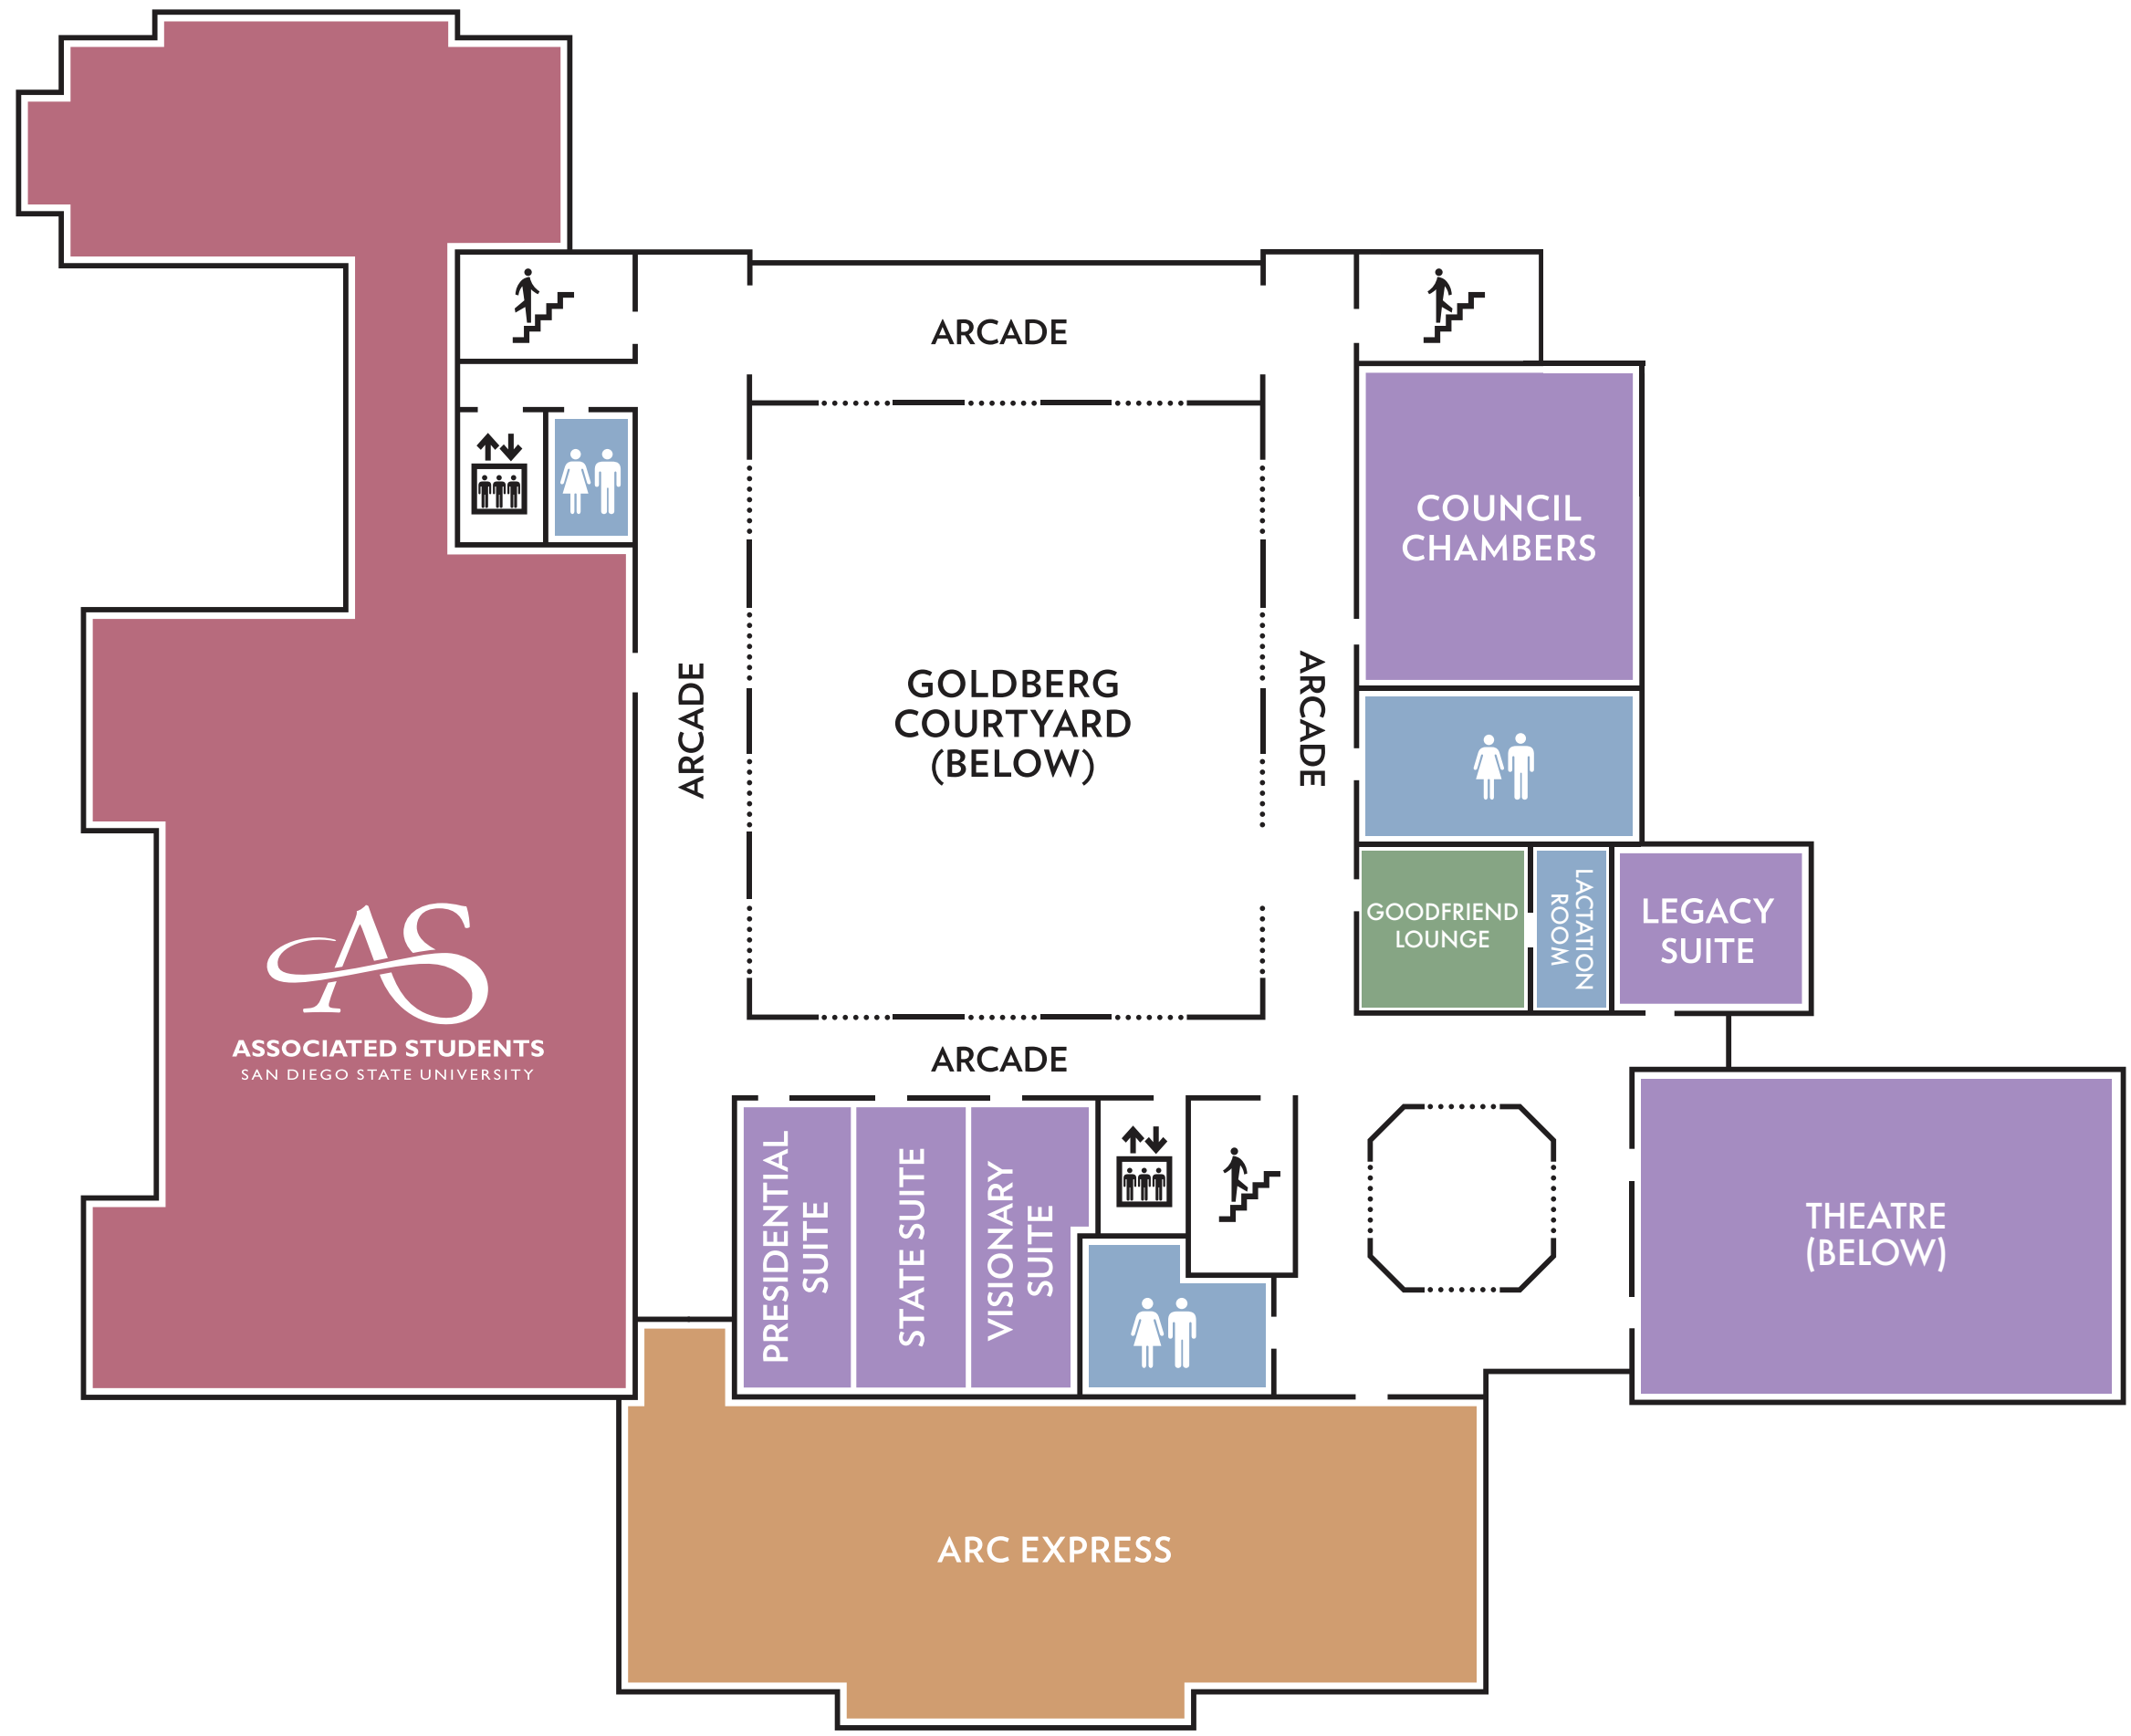 ARCADE
COUNCIL
CHAMBERS
ARCADE
GOLDBERG
COURTYARD
(BELOW)
ARCADE
GOODFRIEND
LOUNGE
LACTATION
ROOM
LEGACY
SUITE
AS
ASSOCIATED STUDENTS
SAN DIEGO STATE UNIVERSITY
ARCADE
PRESIDENTIAL
SUITE
STATE SUITE
VISIONARY
SUITE
THEATRE
(BELOW)
ARC EXPRESS